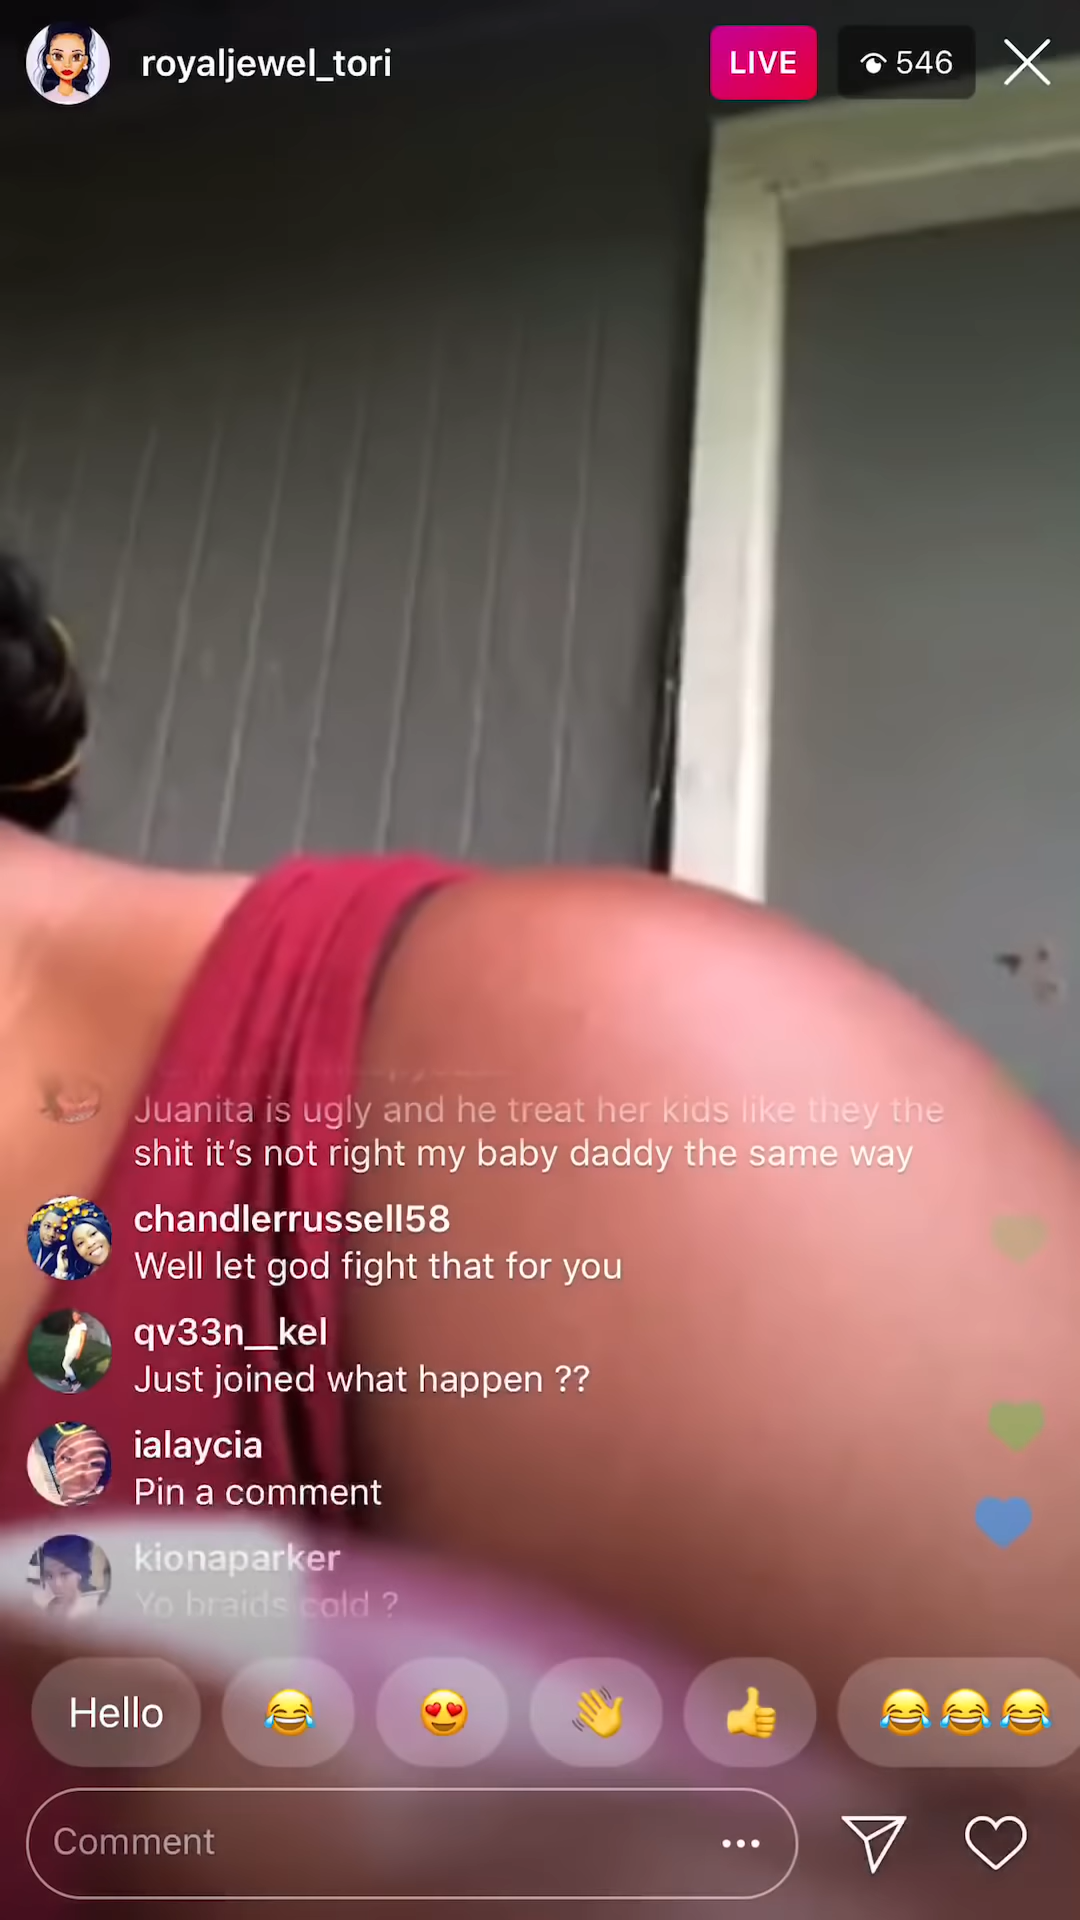 royaljewel_tori
LIVE
546
Juanita is ugly and he treat her kids like they the
shit it’s not right my baby daddy the same way
chandlerrussell58
Well let god fight that for you
qv33n__kel
Just joined what happen ??
ialaycia
Pin a comment
kionaparker
Yo braids cold ?
Hello
Comment